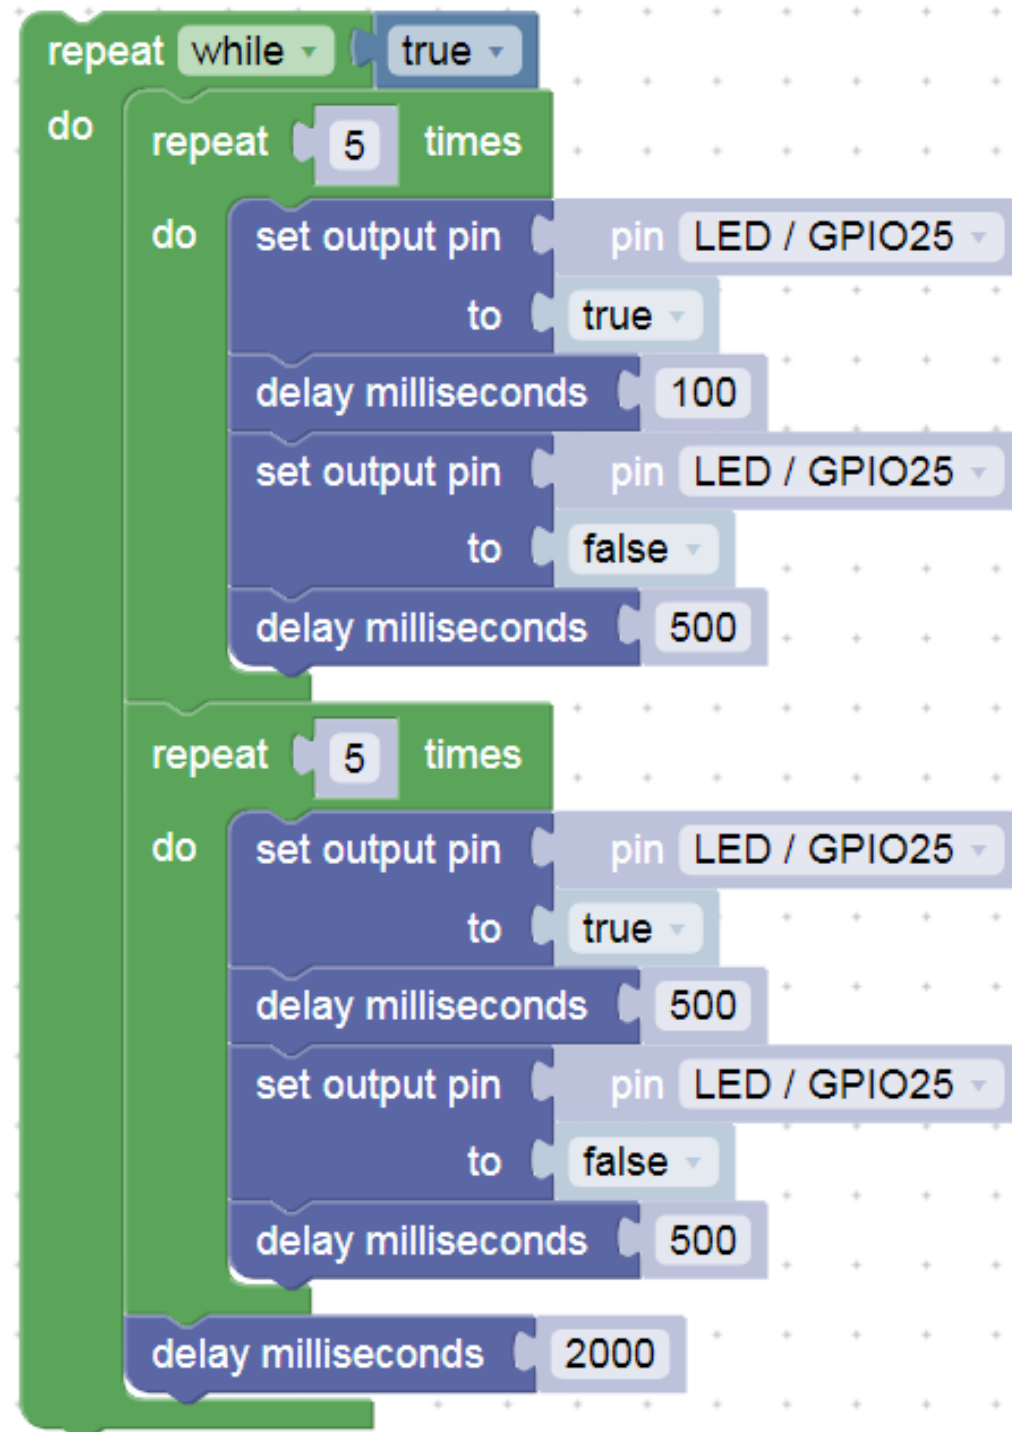 repeat while true
do repeat 5 times
do set output pin pin LED / GPIO25
to true
delay milliseconds 100
set output pin pin LED / GPIO25
to false
delay milliseconds 500
repeat 5 times
do set output pin pin LED / GPIO25
to true
delay milliseconds 500
set output pin pin LED / GPIO25
to false
delay milliseconds 500
delay milliseconds 2000